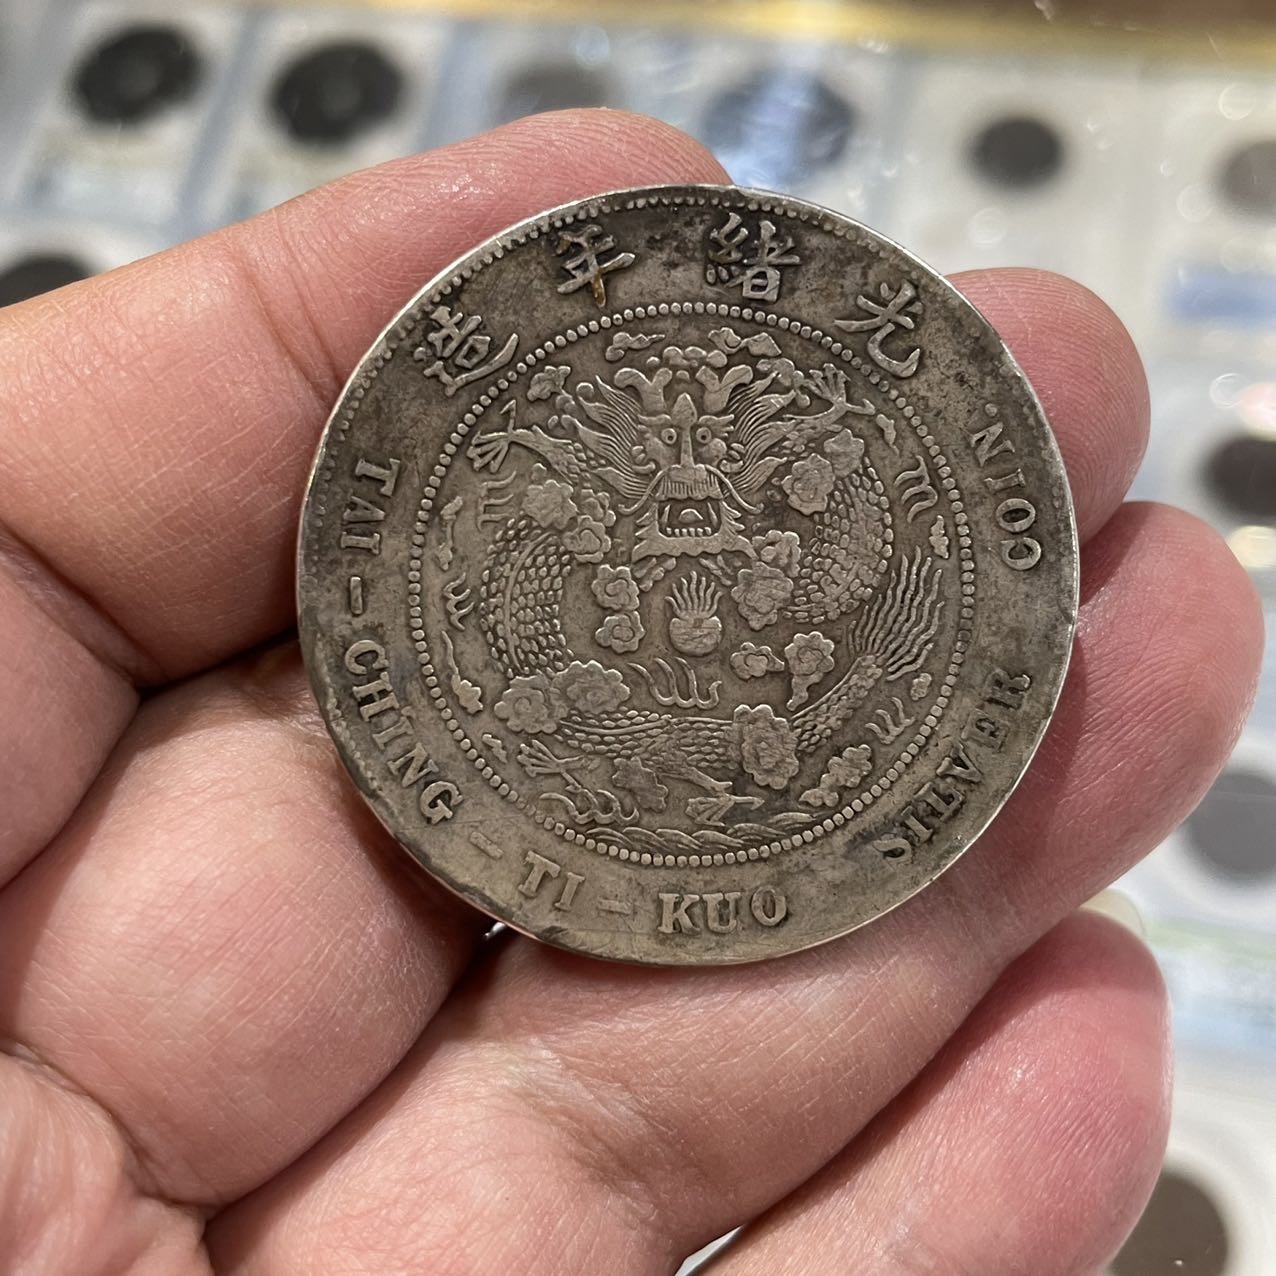 造年緒光
TAI-CHING-TI-KUO SILVER COIN.